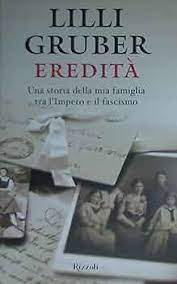 LILLI
GRUBER
EREDITÀ
Una storia della mia famiglia
tra l'Impero e il fascismo
Rizzoli